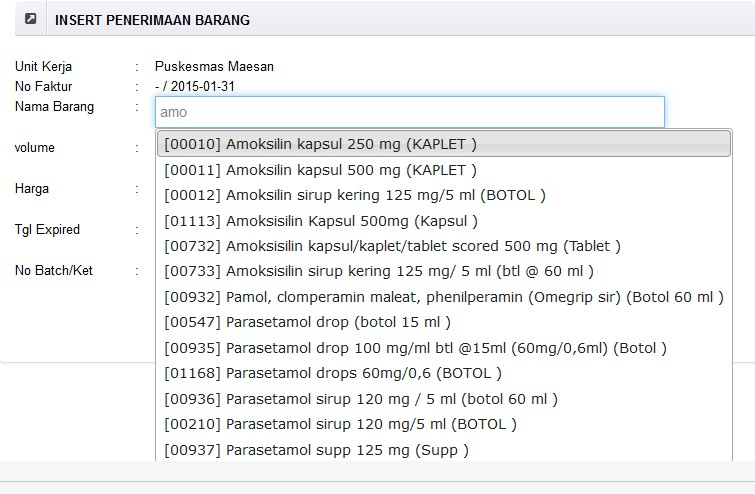 INSERT PENERIMAAN BARANG
Unit Kerja : Puskesmas Maesan
No Faktur : - / 2015-01-31
Nama Barang : amo
[00010] Amoksilin kapsul 250 mg (KAPLET )
volume :
[00011] Amoksilin kapsul 500 mg (KAPLET )
Harga :
[00012] Amoksilin sirup kering 125 mg/5 ml (BOTOL )
[01113] Amoksisilin Kapsul 500mg (Kapsul )
Tgl Expired :
[00732] Amoksisilin kapsul/kaplet/tablet scored 500 mg (Tablet )
No Batch/Ket :
[00733] Amoksisilin sirup kering 125 mg/ 5 ml (btl @ 60 ml )
[00932] Pamol, clomperamin maleat, phenilperamin (Omegrip sir) (Botol 60 ml )
[00547] Parasetamol drop (botol 15 ml )
[00935] Parasetamol drop 100 mg/ml btl @15ml (60mg/0,6ml) (Botol )
[01168] Parasetamol drops 60mg/0,6 (BOTOL )
[00936] Parasetamol sirup 120 mg / 5 ml (botol 60 ml )
[00210] Parasetamol sirup 120 mg/5 ml (BOTOL )
[00937] Parasetamol supp 125 mg (Supp )